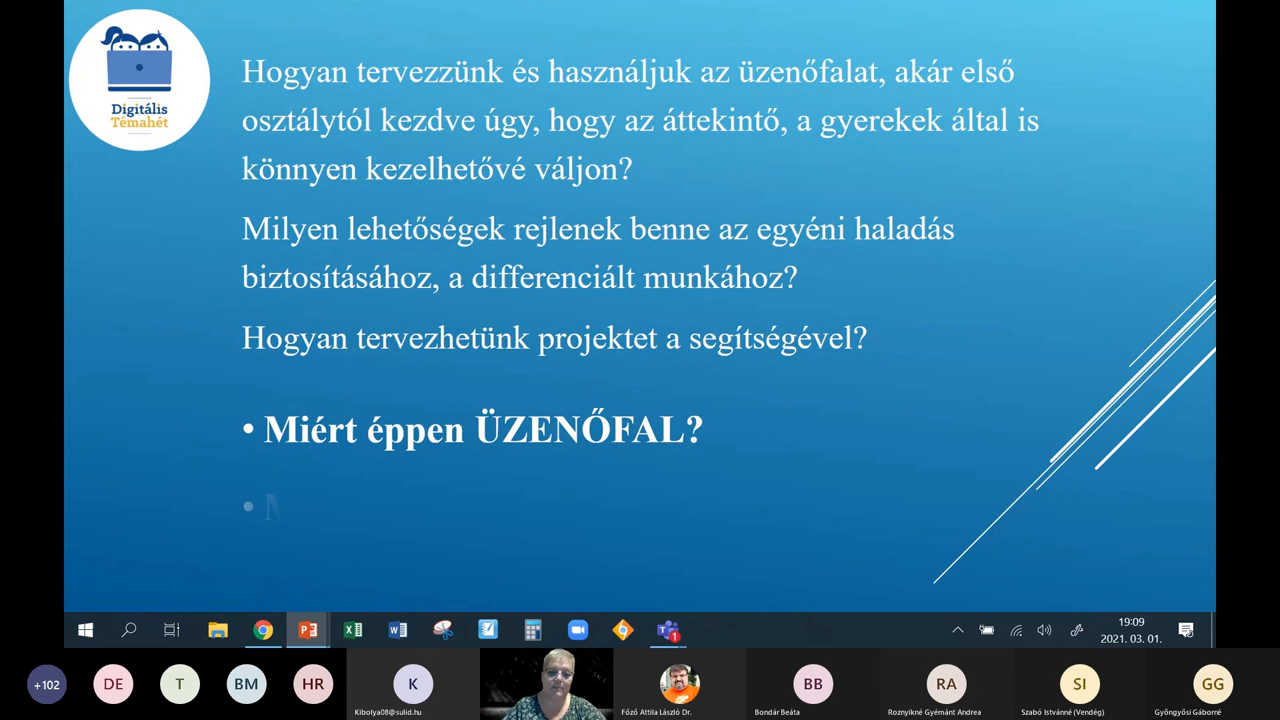 Digitális
Témahét
Hogyan tervezzünk és használjuk az üzenőfalat, akár első
osztálytól kezdve úgy, hogy az áttekintő, a gyerekek által is
könnyen kezelhetővé váljon?
Milyen lehetőségek rejlenek benne az egyéni haladás
biztosításához, a differenciált munkához?
Hogyan tervezhetünk projektet a segítségével?
• Miért éppen ÜZENŐFAL?
• M
19:09
2021. 03. 01.
+102
DE
T
BM
HR
K
Kibolya08@sulid.hu
Főző Attila László Dr.
BB
Bondár Beáta
RA
Roznyikné Gyémánt Andrea
SI
Szabó Istvánné (Vendég)
GG
Gyöngyösi Gáborné